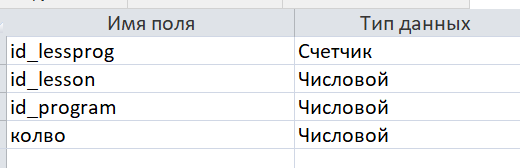 Имя поля Тип данных
id_lessprog Счетчик
id_lesson Числовой
id_program Числовой
колво Числовой